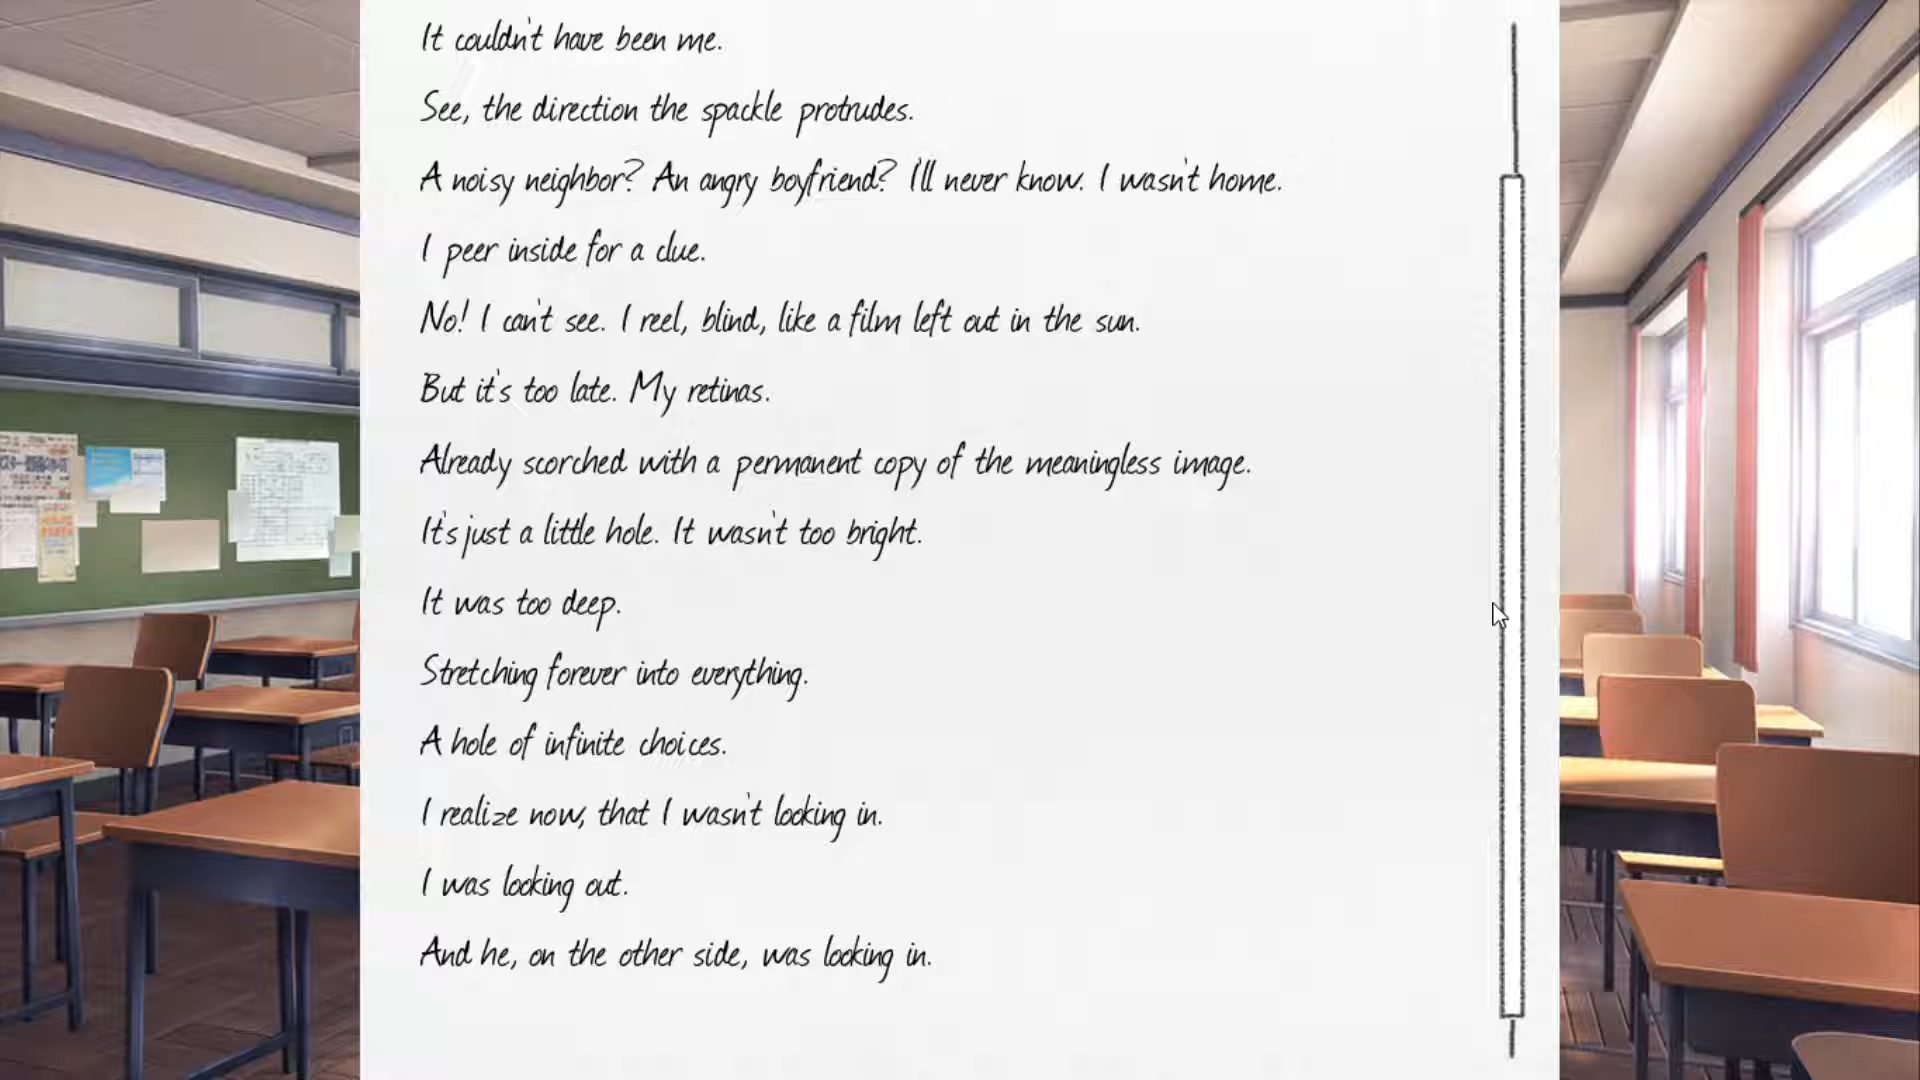 It couldn't have been me.
See, the direction the spackle protrudes.
A noisy neighbor? An angry boyfriend? I'll never know. I wasn't home.
I peer inside for a clue.
No! I can't see. I reel, blind, like a film left out in the sun.
But it's too late. My retinas.
Already scorched with a permanent copy of the meaningless image.
It's just a little hole. It wasn't too bright.
It was too deep.
Stretching forever into everything.
A hole of infinite choices.
I realize now, that I wasn't looking in.
I was looking out.
And he, on the other side, was looking in.